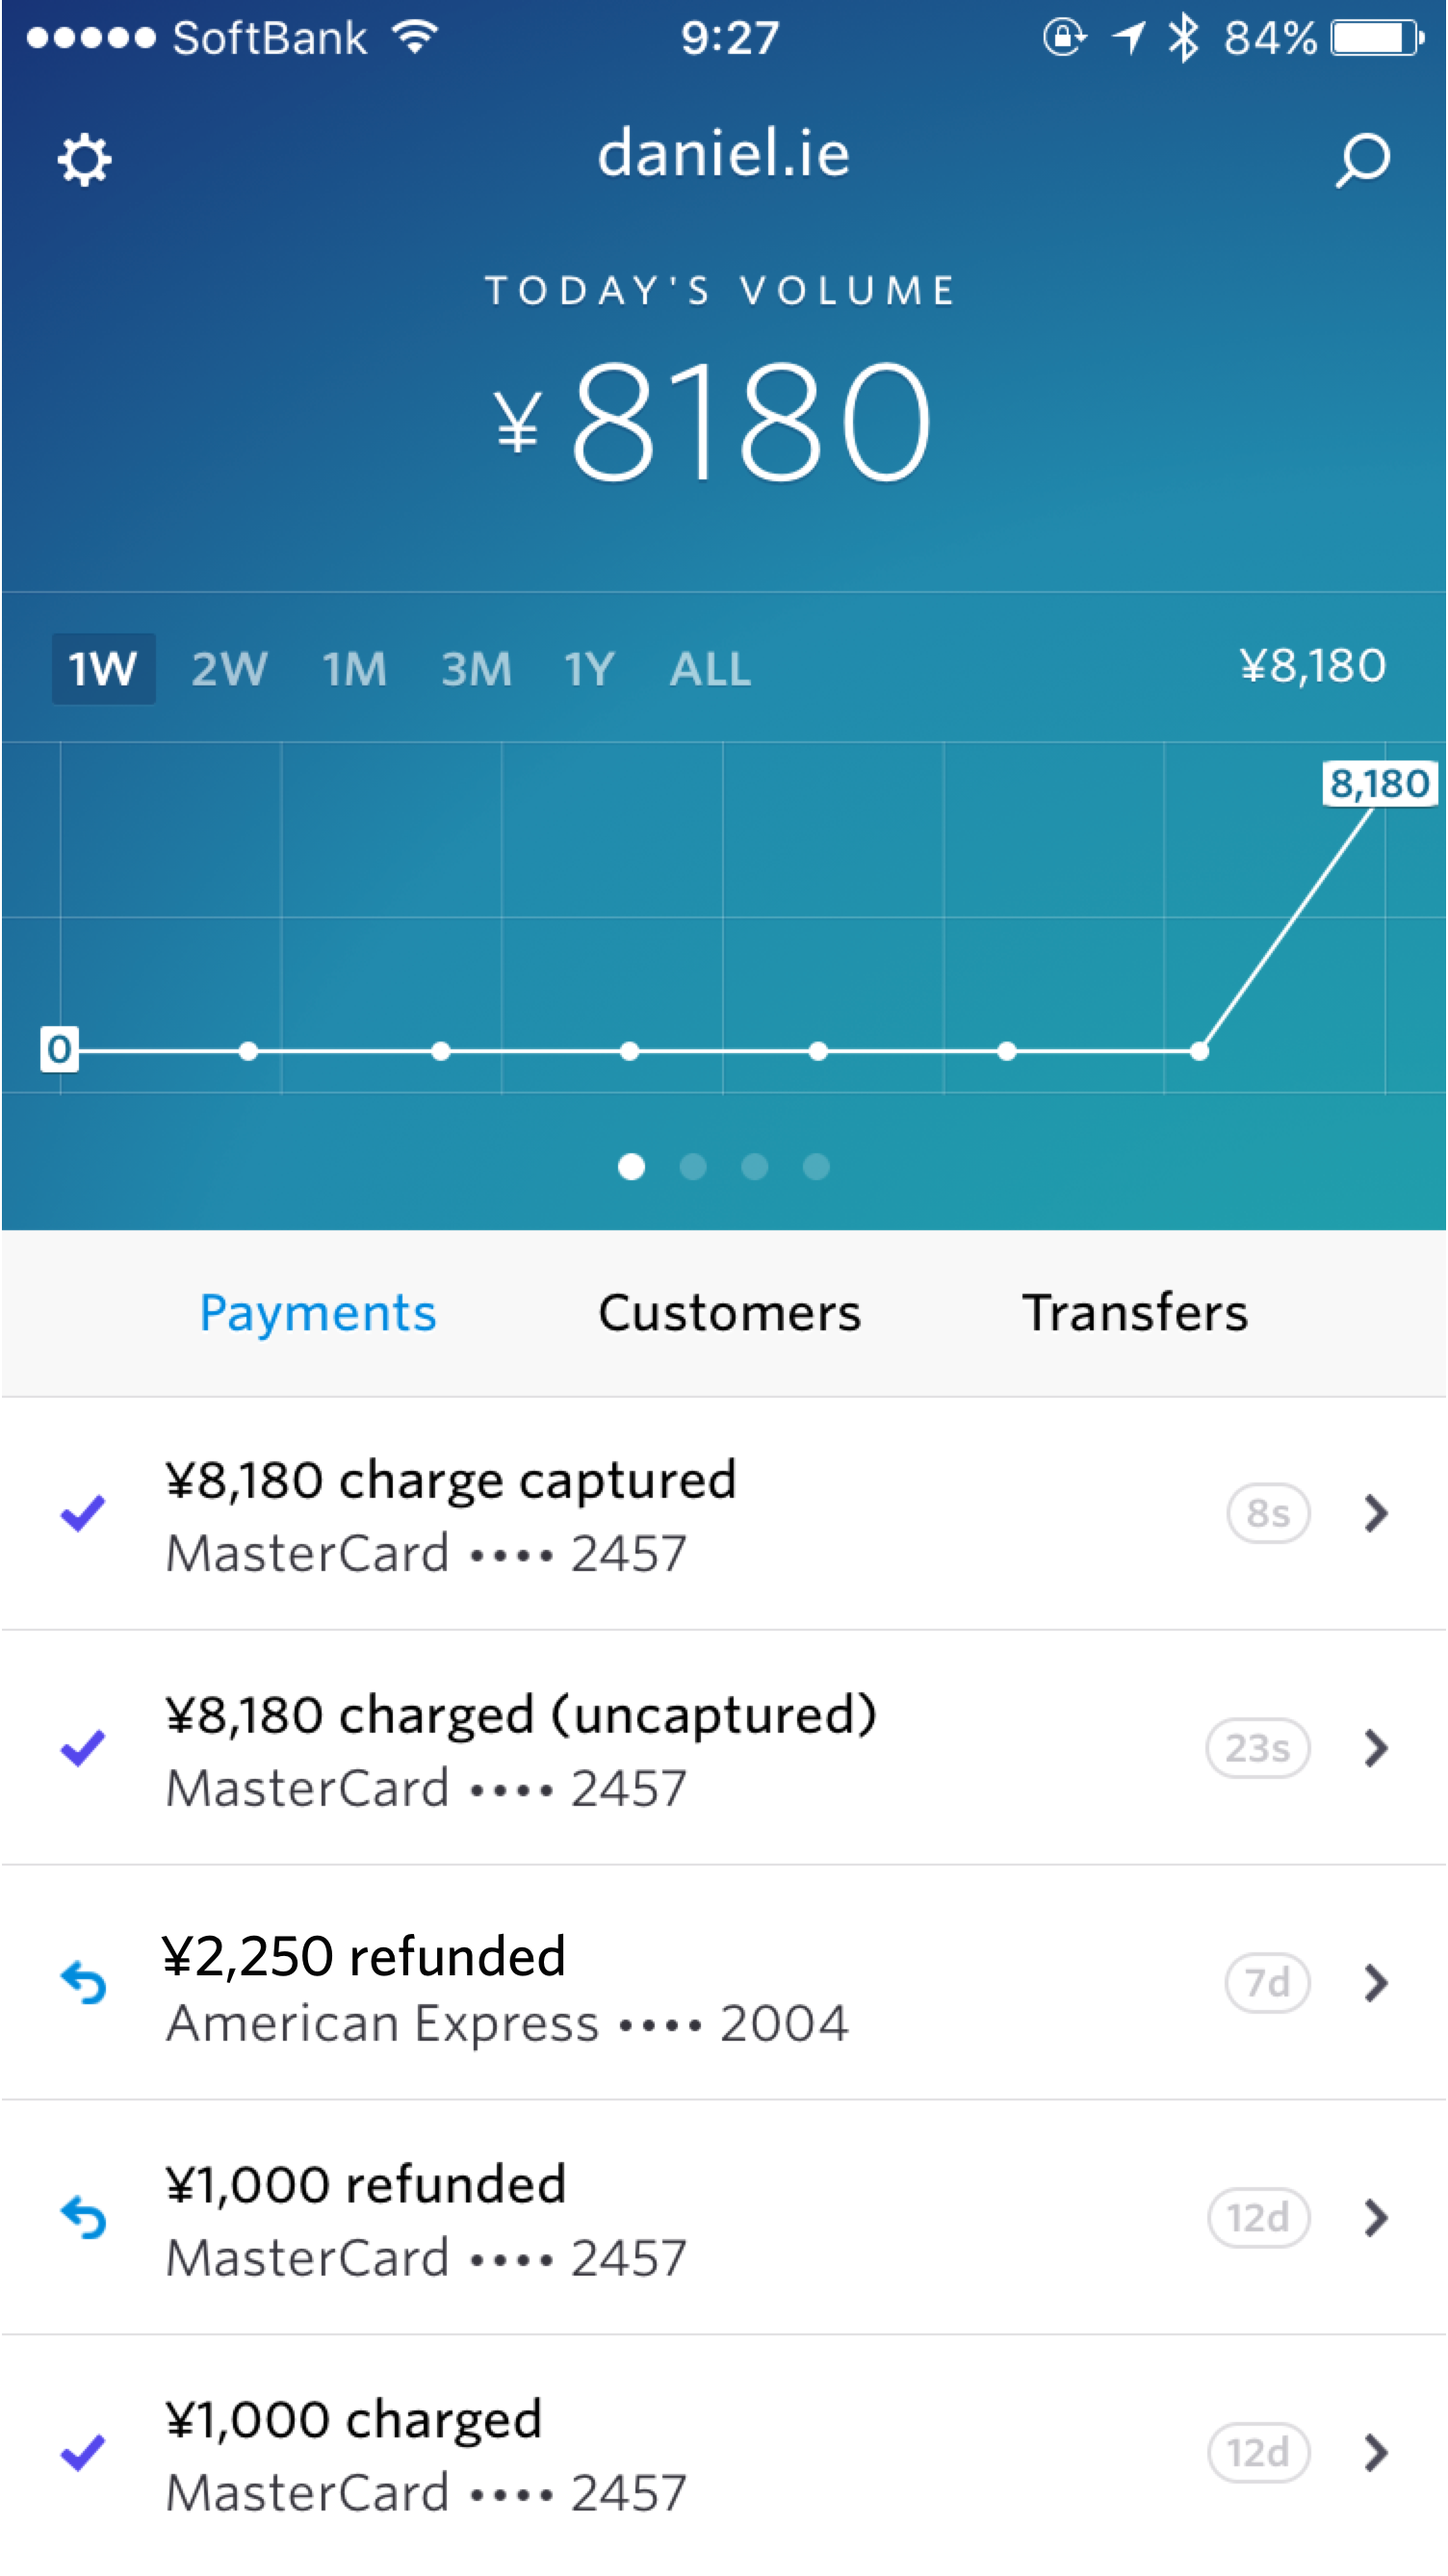 SoftBank 9:27 84%
daniel.ie
TODAY'S VOLUME
¥8180
1W 2W 1M 3M 1Y ALL ¥8,180
8,180
0
Payments Customers Transfers
¥8,180 charge captured
MasterCard •••• 2457
8s
¥8,180 charged (uncaptured)
MasterCard •••• 2457
23s
¥2,250 refunded
American Express •••• 2004
7d
¥1,000 refunded
MasterCard •••• 2457
12d
¥1,000 charged
MasterCard •••• 2457
12d